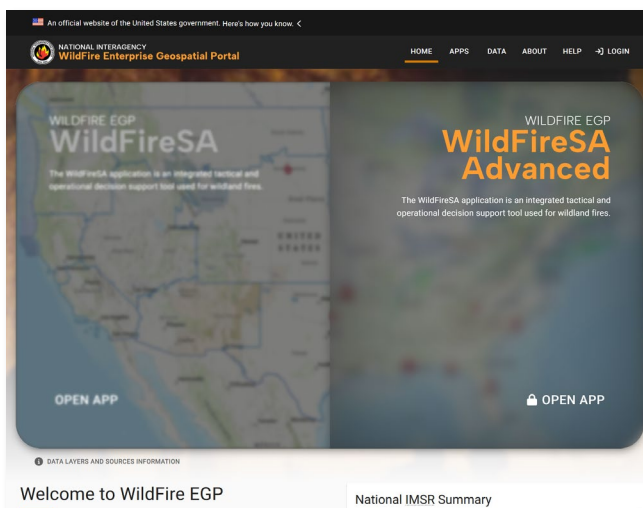 An official website of the United States government. Here's how you know.
NATIONAL INTERAGENCY
WildFire Enterprise Geospatial Portal
HOME APPS DATA ABOUT HELP LOGIN
WILDFIRE EGP
WildFireSA
The WildFireSA application is an integrated tactical and
operational decision support tool used for wildland fires.
OPEN APP
WILDFIRE EGP
WildFireSA
Advanced
The WildFireSA application is an integrated tactical and
operational decision support tool used for wildland fires.
OPEN APP
UNITED
STATES
DATA LAYERS AND SOURCES INFORMATION
Welcome to WildFire EGP
National IMSR Summary